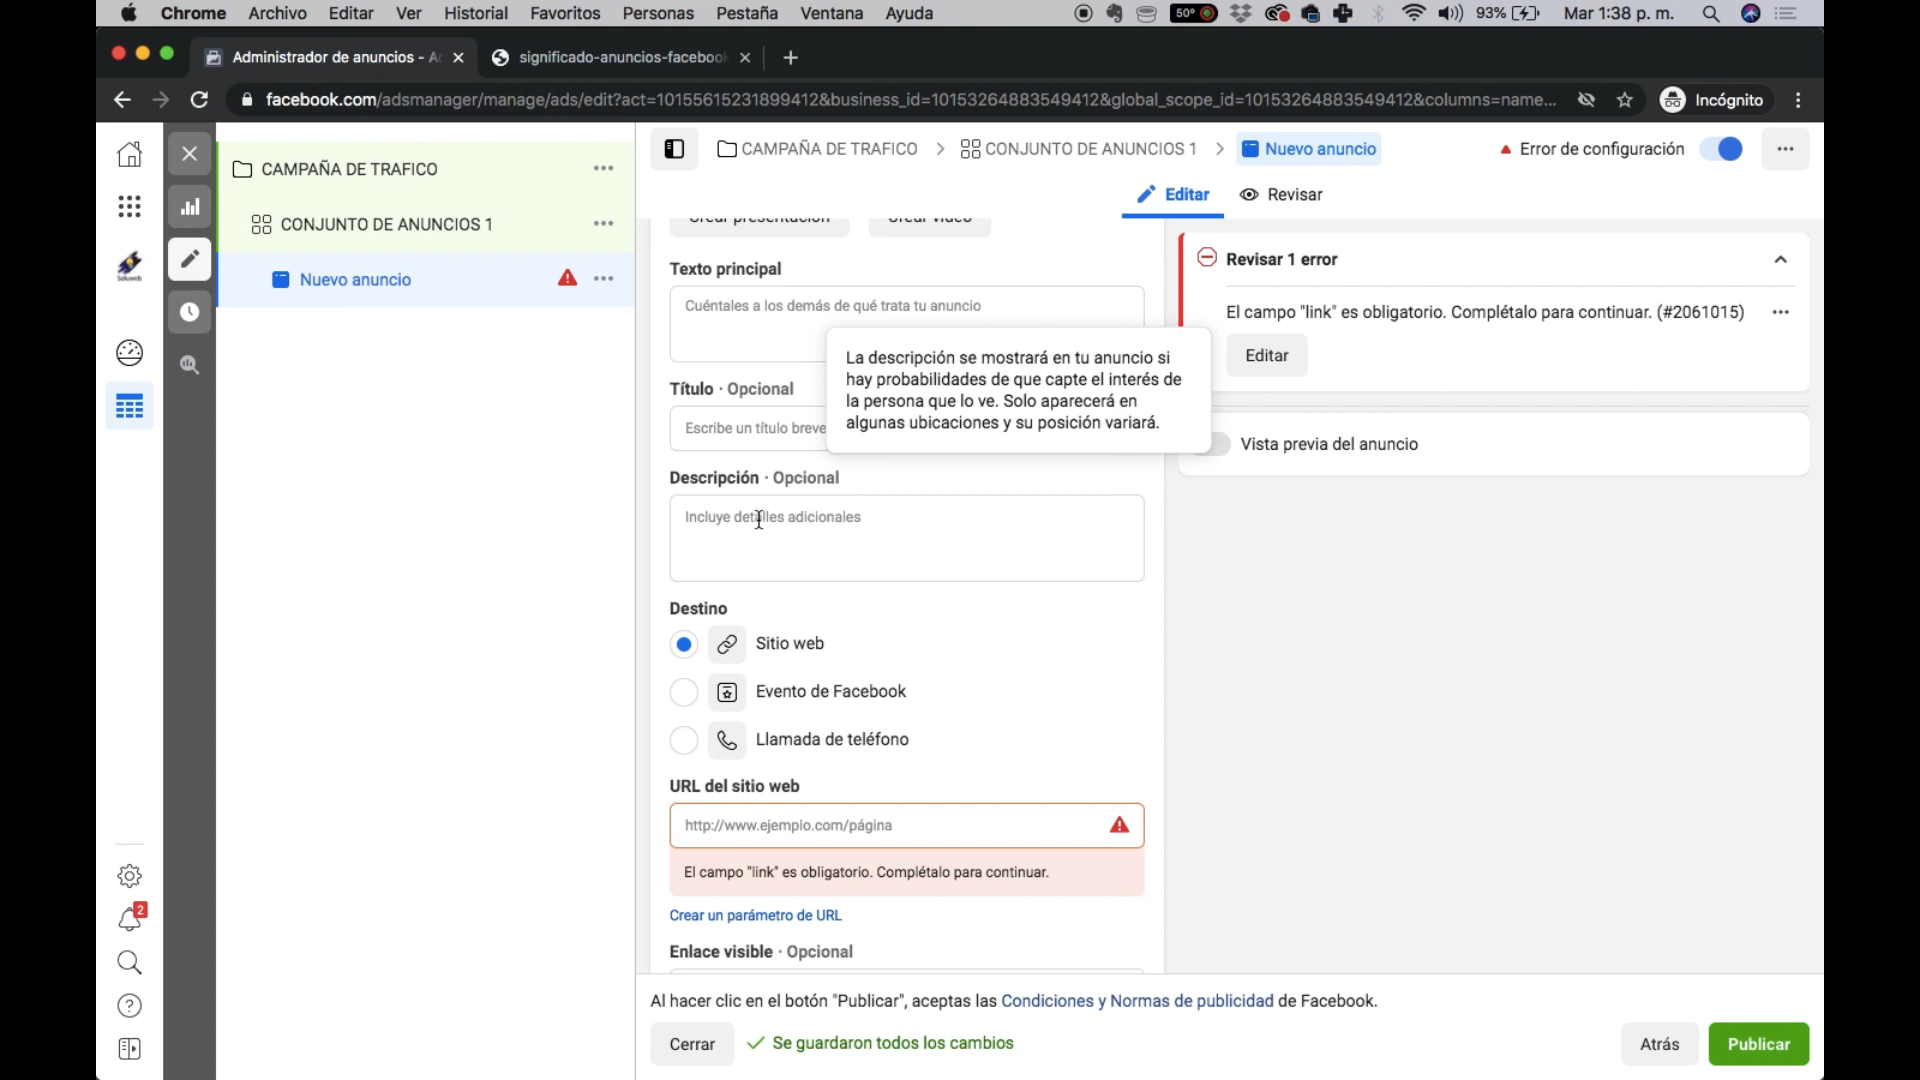 Chrome Archivo Editar Ver Historial Favoritos Personas Pestaña Ventana Ayuda 50° 93% Mar 1:38 p. m.
Administrador de anuncios - significado-anuncios-facebook
facebook.com/adsmanager/manage/ads/edit?act=10155615231899412&business_id=10153264883549412&global_scope_id=10153264883549412&columns=name... Incógnito
CAMPAÑA DE TRAFICO
CONJUNTO DE ANUNCIOS 1
Nuevo anuncio
CAMPAÑA DE TRAFICO > CONJUNTO DE ANUNCIOS 1 > Nuevo anuncio
Error de configuración
Editar Revisar
Crear presentación Crear video
Texto principal
Cuéntales a los demás de qué trata tu anuncio
La descripción se mostrará en tu anuncio si
hay probabilidades de que capte el interés de
la persona que lo ve. Solo aparecerá en
algunas ubicaciones y su posición variará.
Título · Opcional
Escribe un título breve
Descripción · Opcional
Incluye detalles adicionales
Destino
Sitio web
Evento de Facebook
Llamada de teléfono
URL del sitio web
http://www.ejemplo.com/página
El campo "link" es obligatorio. Complétalo para continuar.
Crear un parámetro de URL
Enlace visible · Opcional
Revisar 1 error
El campo "link" es obligatorio. Complétalo para continuar. (#2061015)
Editar
Vista previa del anuncio
2
Al hacer clic en el botón "Publicar", aceptas las Condiciones y Normas de publicidad de Facebook.
Cerrar
Se guardaron todos los cambios
Atrás
Publicar